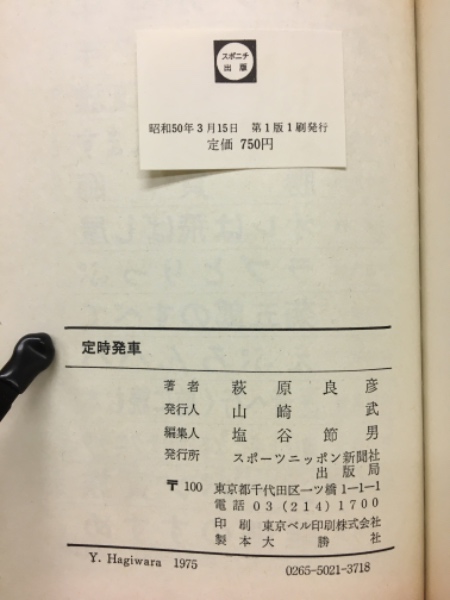 スポニチ
出版
昭和50年3月15日 第1版1刷発行
定価 750円
定時発車
著者 萩原良彦
発行人 山崎武
編集人 塩谷節男
発行所 スポーツニッポン新聞社
出版局
〒100 東京都千代田区一ツ橋1-1-1
電話 03(214)1700
印刷 東京ベル印刷株式会社
製本 大勝社
Y. Hagiwara 1975
0265-5021-3718